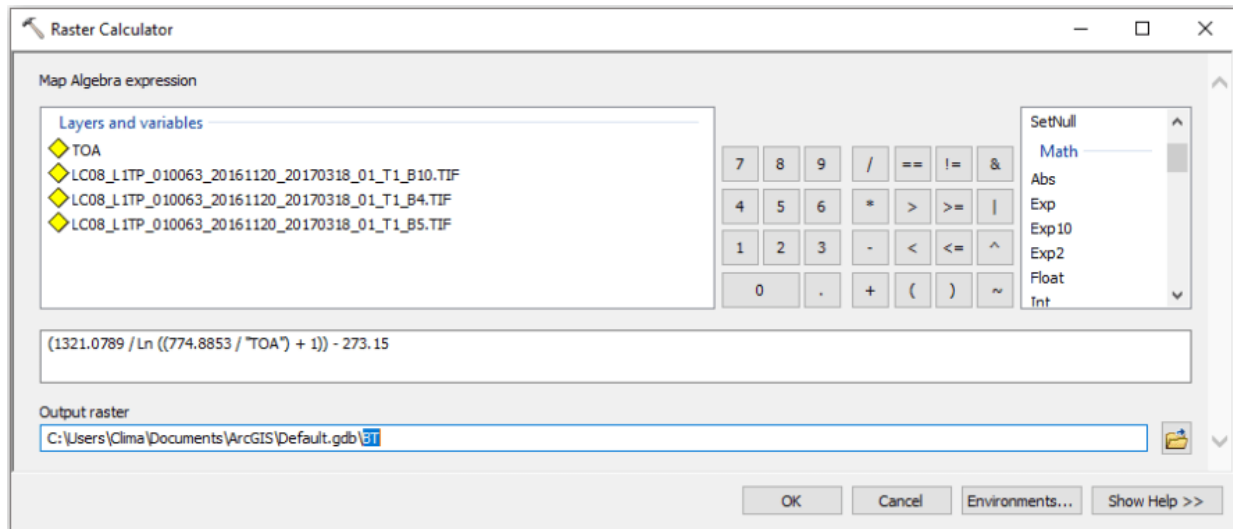 Raster Calculator
Map Algebra expression
Layers and variables
TOA
LC08_L1TP_010063_20161120_20170318_01_T1_B10.TIF
LC08_L1TP_010063_20161120_20170318_01_T1_B4.TIF
LC08_L1TP_010063_20161120_20170318_01_T1_B5.TIF
7 8 9 / == != &
4 5 6 * > >= |
1 2 3 - < <= ^
0 . + ( ) ~
SetNull
Math
Abs
Exp
Exp10
Exp2
Float
Int
(1321.0789 / Ln ((774.8853 / "TOA") + 1)) - 273.15
Output raster
C:\Users\Clima\Documents\ArcGIS\Default.gdb\BT
OK Cancel Environments... Show Help >>